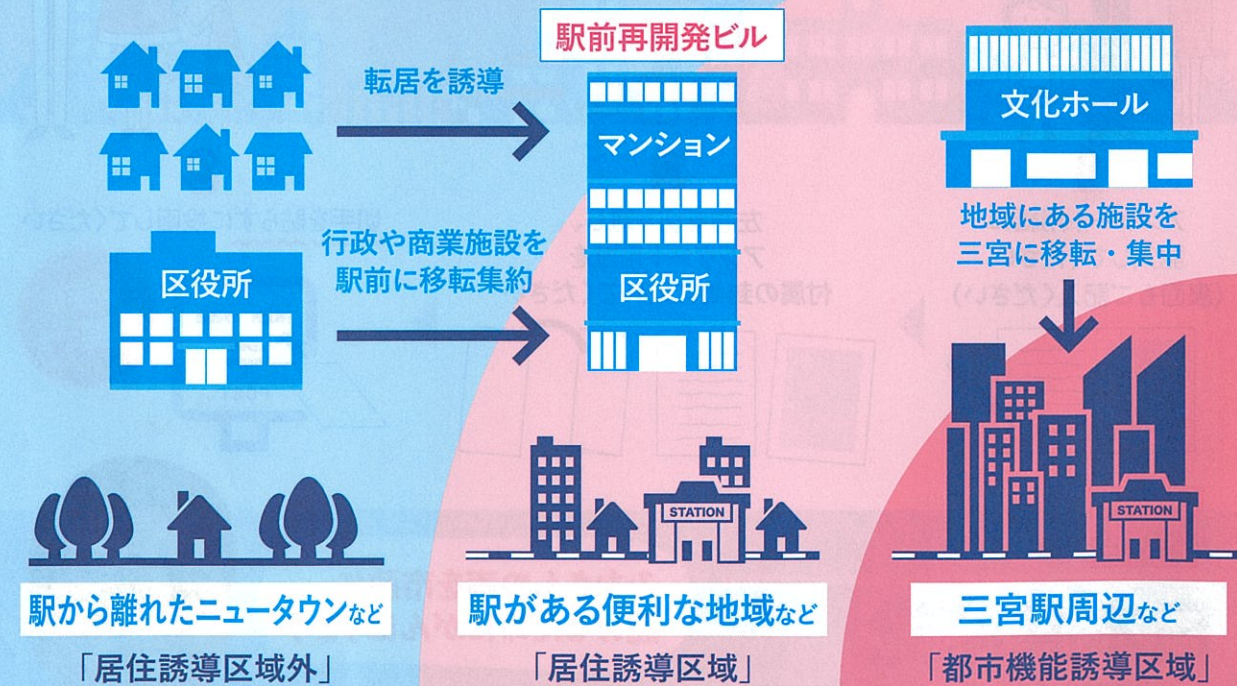 駅前再開発ビル
転居を誘導
マンション
文化ホール
行政や商業施設を
駅前に移転集約
区役所
区役所
地域にある施設を
三宮に移転・集中
STATION
STATION
駅から離れたニュータウンなど
駅がある便利な地域など
三宮駅周辺など
「居住誘導区域外」
「居住誘導区域」
「都市機能誘導区域」